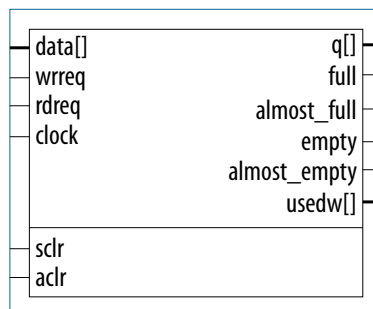 data[] q[]
wrreq full
rdreq almost_full
clock empty
almost_empty
usedw[]
sclr
aclr